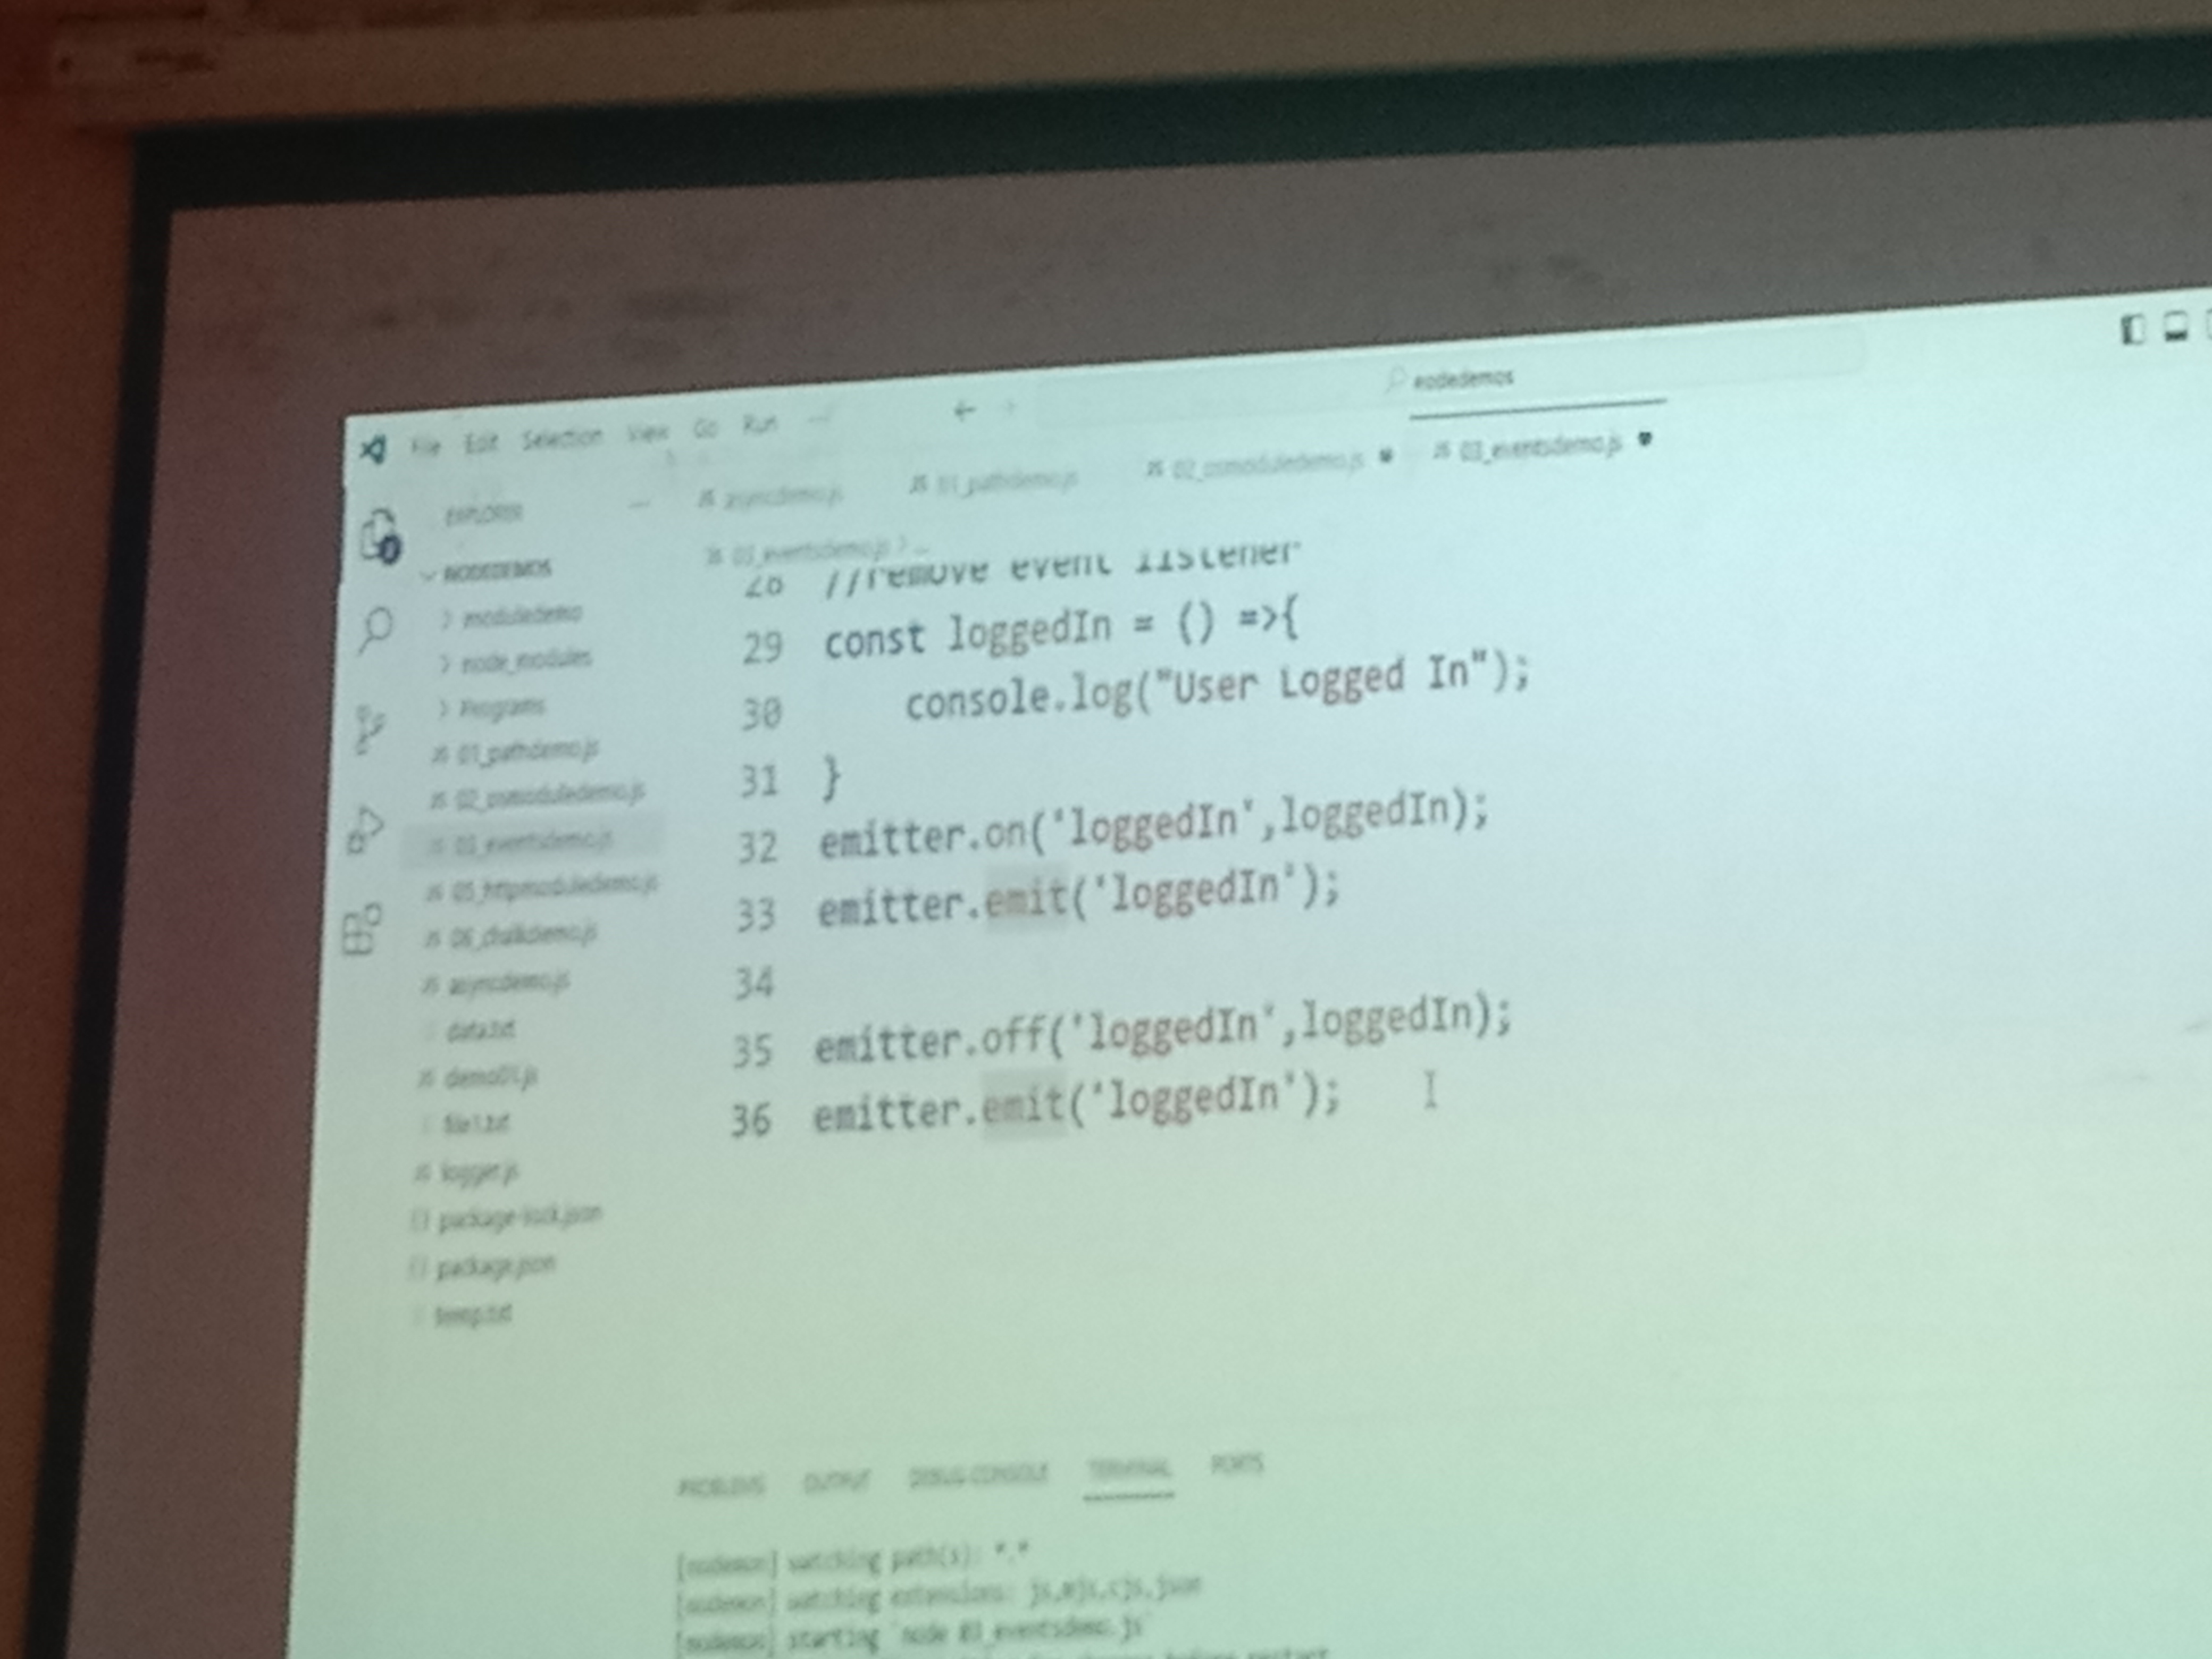 nodedemos
File Edit Selection View Go Run ...
JS asyncdemo.js JS 01_pathdemo.js JS 02_osmoduledemo.js JS 03_eventsdemo.js
EXPLORER
JS 03_eventsdemo.js > ...
NODEDEMOS
> moduledemo
> node_modules
> Programs
JS 01_pathdemo.js
JS 02_osmoduledemo.js
JS 03_eventsdemo.js
JS 05_httpmoduledemo.js
JS 06_chalkdemo.js
JS asyncdemo.js
data.txt
JS demo01.js
file1.txt
JS logger.js
{} package-lock.json
{} package.json
temp.txt
28 //remove event listener
29 const loggedIn = () =>{
30 console.log("User Logged In");
31 }
32 emitter.on('loggedIn',loggedIn);
33 emitter.emit('loggedIn');
34
35 emitter.off('loggedIn',loggedIn);
36 emitter.emit('loggedIn');
PROBLEMS OUTPUT DEBUG CONSOLE TERMINAL PORTS
[nodemon] watching path(s): *.*
[nodemon] watching extensions: js,mjs,cjs,json
[nodemon] starting `node 03_eventsdemo.js`